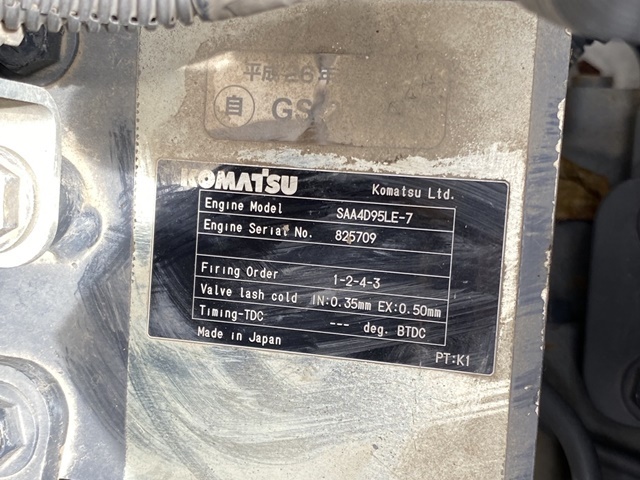 平成26年
自 GS
KOMATSU
Komatsu Ltd.
Engine Model SAA4D95LE-7
Engine Serial No. 825709
Firing Order 1-2-4-3
Valve lash cold IN:0.35mm EX:0.50mm
Timing-TDC --- deg. BTDC
Made in Japan
PT:K1